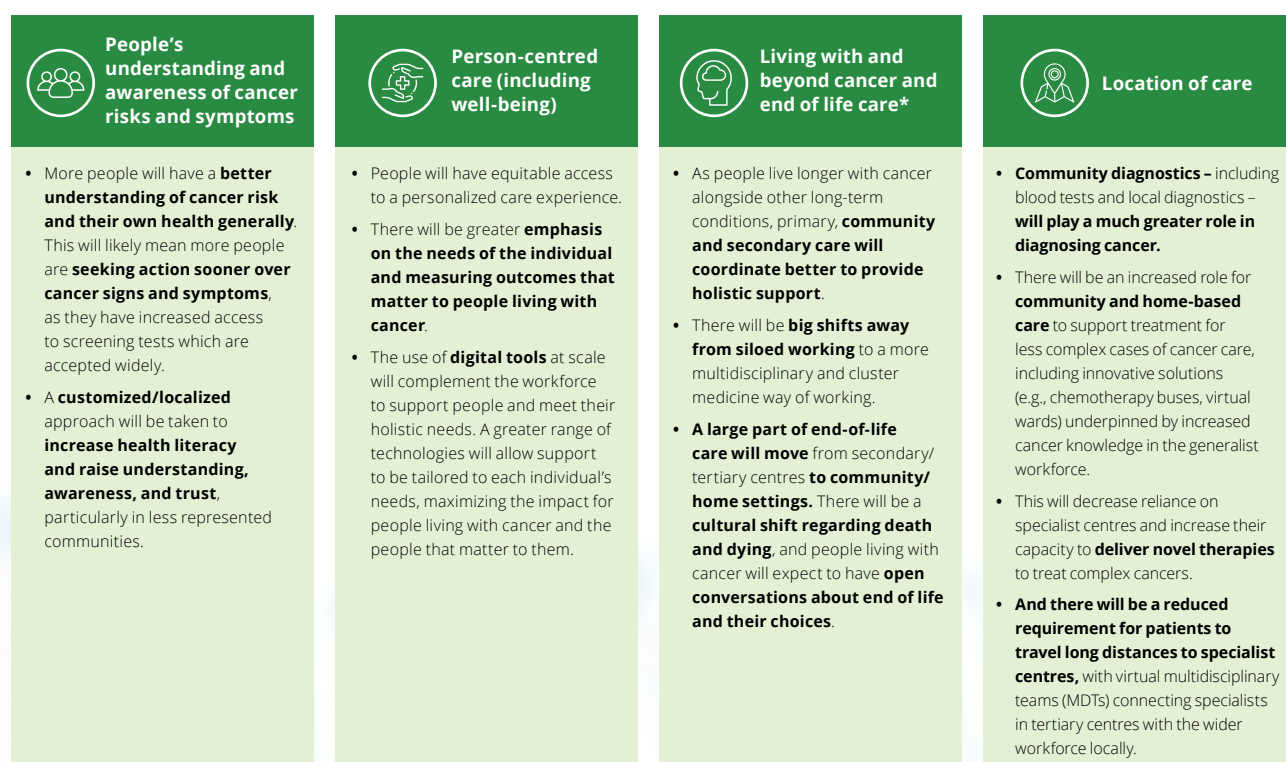 People's
understanding and
awareness of cancer
risks and symptoms
• More people will have a better
understanding of cancer risk
and their own health generally.
This will likely mean more people
are seeking action sooner over
cancer signs and symptoms,
as they have increased access
to screening tests which are
accepted widely.
• A customized/localized
approach will be taken to
increase health literacy
and raise understanding,
awareness, and trust,
particularly in less represented
communities.
Person-centred
care (including
well-being)
• People will have equitable access
to a personalized care experience.
• There will be greater emphasis
on the needs of the individual
and measuring outcomes that
matter to people living with
cancer.
• The use of digital tools at scale
will complement the workforce
to support people and meet their
holistic needs. A greater range of
technologies will allow support
to be tailored to each individual's
needs, maximizing the impact for
people living with cancer and the
people that matter to them.
Living with and
beyond cancer and
end of life care*
• As people live longer with cancer
alongside other long-term
conditions, primary, community
and secondary care will
coordinate better to provide
holistic support.
• There will be big shifts away
from siloed working to a more
multidisciplinary and cluster
medicine way of working.
• A large part of end-of-life
care will move from secondary/
tertiary centres to community/
home settings. There will be a
cultural shift regarding death
and dying, and people living with
cancer will expect to have open
conversations about end of life
and their choices.
Location of care
• Community diagnostics – including
blood tests and local diagnostics –
will play a much greater role in
diagnosing cancer.
• There will be an increased role for
community and home-based
care to support treatment for
less complex cases of cancer care,
including innovative solutions
(e.g., chemotherapy buses, virtual
wards) underpinned by increased
cancer knowledge in the generalist
workforce.
• This will decrease reliance on
specialist centres and increase their
capacity to deliver novel therapies
to treat complex cancers.
• And there will be a reduced
requirement for patients to
travel long distances to specialist
centres, with virtual multidisciplinary
teams (MDTs) connecting specialists
in tertiary centres with the wider
workforce locally.